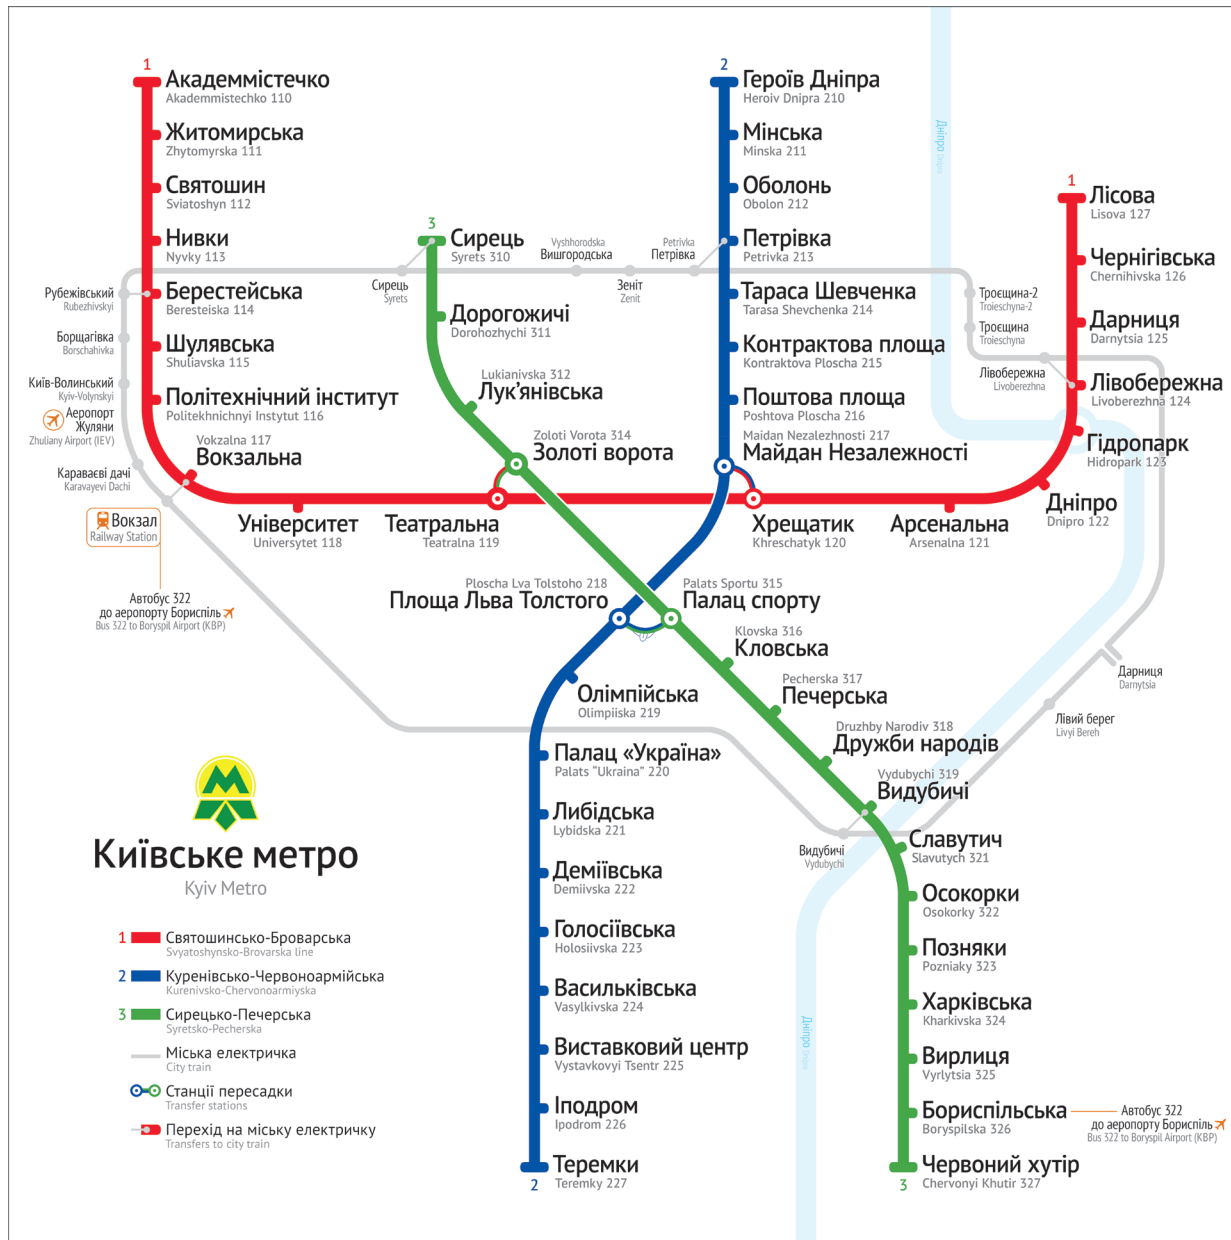 1
Академмістечко
Akademmistechko 110
Житомирська
Zhytomyrska 111
Святошин
Sviatoshyn 112
Нивки
Nyvky 113
Берестейська
Beresteiska 114
Шулявська
Shuliavska 115
Політехнічний інститут
Politekhnichnyi Instytut 116
Vokzalna 117
Вокзальна
Університет
Universytet 118
Театральна
Teatralna 119
Хрещатик
Khreschatyk 120
Арсенальна
Arsenalna 121
Дніпро
Dnipro 122
Гідропарк
Hidropark 123
Лівобережна
Livoberezhna 124
Дарниця
Darnytsia 125
Чернігівська
Chernihivska 126
Лісова
Lisova 127
1
2
Героїв Дніпра
Heroiv Dnipra 210
Мінська
Minska 211
Оболонь
Obolon 212
Петрівка
Petrivka 213
Тараса Шевченка
Tarasa Shevchenka 214
Контрактова площа
Kontraktova Ploscha 215
Поштова площа
Poshtova Ploscha 216
Maidan Nezalezhnosti 217
Майдан Незалежності
Ploscha Lva Tolstoho 218
Площа Льва Толстого
Олімпійська
Olimpiiska 219
Палац «Україна»
Palats "Ukraina" 220
Либідська
Lybidska 221
Деміївська
Demiivska 222
Голосіївська
Holosiivska 223
Васильківська
Vasylkivska 224
Виставковий центр
Vystavkovyi Tsentr 225
Іподром
Ipodrom 226
Теремки
Teremky 227
2
3
Сирець
Syrets 310
Дорогожичі
Dorohozhychi 311
Lukianivska 312
Лук'янівська
Zoloti Vorota 314
Золоті ворота
Palats Sportu 315
Палац спорту
Klovska 316
Кловська
Pecherska 317
Печерська
Druzhby Narodiv 318
Дружби народів
Vydubychi 319
Видубичі
Славутич
Slavutych 321
Осокорки
Osokorky 322
Позняки
Pozniaky 323
Харківська
Kharkivska 324
Вирлиця
Vyrlytsia 325
Бориспільська
Boryspilska 326
Червоний хутір
Chervonyi Khutir 327
3
Автобус 322
до аеропорту Бориспіль
Bus 322 to Boryspil Airport (KBP)
Сирець
Syrets
Vyshhorodska
Вишгородська
Зеніт
Zenit
Petrivka
Петрівка
Троєщина-2
Troieschyna-2
Троєщина
Troieschyna
Лівобережна
Livoberezhna
Дарниця
Darnytsia
Лівий берег
Livyi Bereh
Видубичі
Vydubychi
Рубежівський
Rubezhivskyi
Борщагівка
Borschahivka
Київ-Волинський
Kyiv-Volynskyi
Аеропорт
Жуляни
Zhuliany Airport (IEV)
Караваєві дачі
Karavayevi Dachi
Вокзал
Railway Station
Автобус 322
до аеропорту Бориспіль
Bus 322 to Boryspil Airport (KBP)
Дніпро Dnipro
Дніпро Dnipro
М
Київське метро
Kyiv Metro
1 Святошинсько-Броварська
Svyatoshynsko-Brovarska line
2 Куренівсько-Червоноармійська
Kurenivsko-Chervonoarmiyska
3 Сирецько-Печерська
Syretsko-Pecherska
Міська електричка
City train
Станції пересадки
Transfer stations
Перехід на міську електричку
Transfers to city train